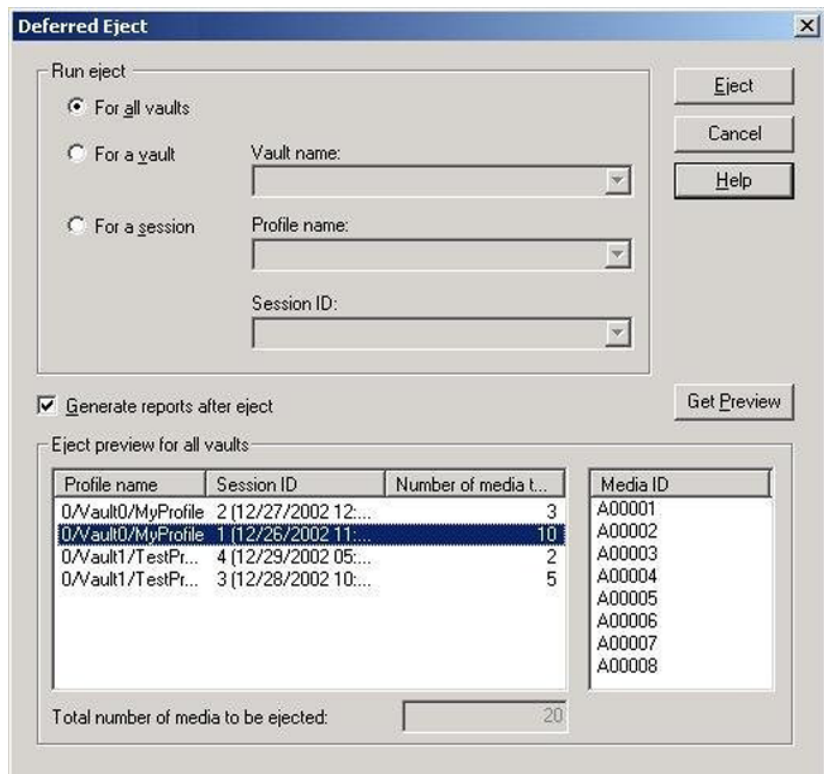 Deferred Eject
Run eject
For all vaults
For a vault
Vault name:
For a session
Profile name:
Session ID:
Eject
Cancel
Help
Generate reports after eject
Get Preview
Eject preview for all vaults
Profile name Session ID Number of media t...
0/Vault0/MyProfile 2 (12/27/2002 12:... 3
0/Vault0/MyProfile 1 (12/26/2002 11:... 10
0/Vault1/TestPr... 4 (12/29/2002 05:... 2
0/Vault1/TestPr... 3 (12/28/2002 10:... 5
Media ID
A00001
A00002
A00003
A00004
A00005
A00006
A00007
A00008
Total number of media to be ejected: 20